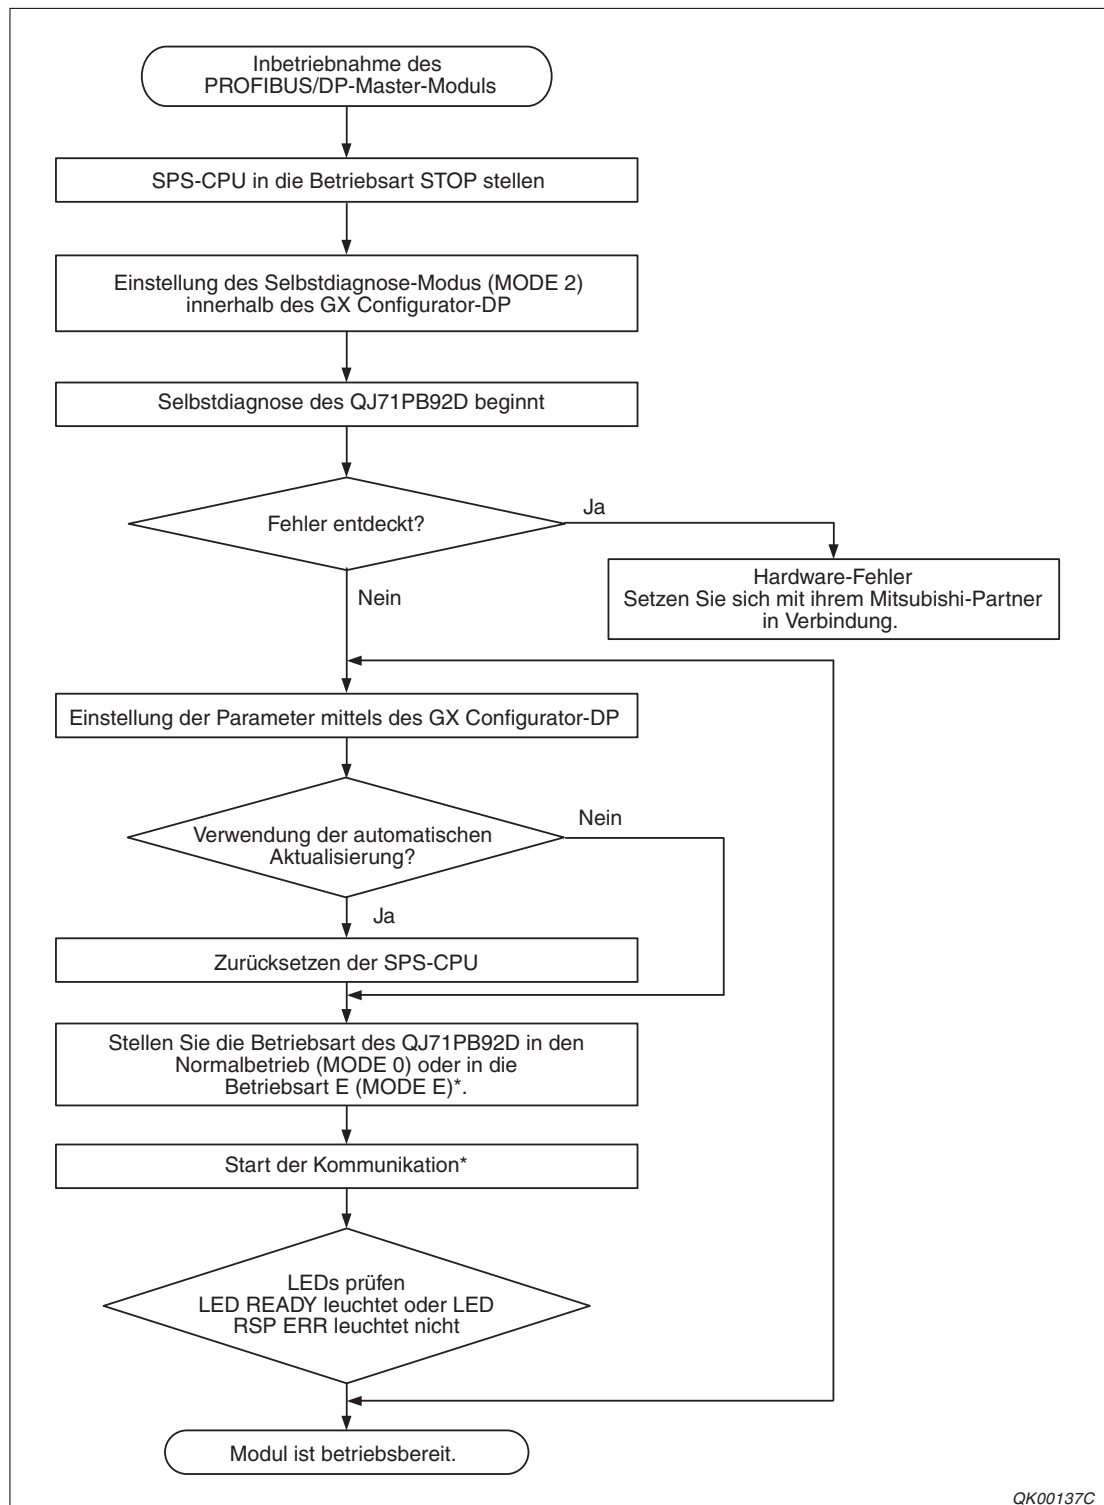 Inbetriebnahme des
PROFIBUS/DP-Master-Moduls
SPS-CPU in die Betriebsart STOP stellen
Einstellung des Selbstdiagnose-Modus (MODE 2)
innerhalb des GX Configurator-DP
Selbstdiagnose des QJ71PB92D beginnt
Fehler entdeckt?
Ja
Hardware-Fehler
Setzen Sie sich mit ihrem Mitsubishi-Partner
in Verbindung.
Nein
Einstellung der Parameter mittels des GX Configurator-DP
Verwendung der automatischen
Aktualisierung?
Nein
Ja
Zurücksetzen der SPS-CPU
Stellen Sie die Betriebsart des QJ71PB92D in den
Normalbetrieb (MODE 0) oder in die
Betriebsart E (MODE E)*.
Start der Kommunikation*
LEDs prüfen
LED READY leuchtet oder LED
RSP ERR leuchtet nicht
Modul ist betriebsbereit.
QK00137C